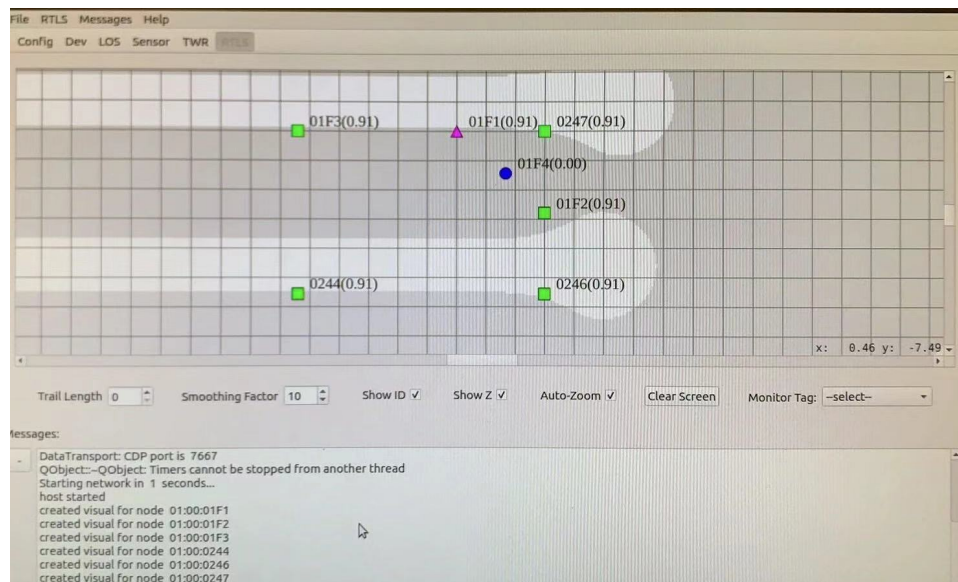 File RTLS Messages Help
Config Dev LOS Sensor TWR RTLS
01F3(0.91) 01F1(0.91) 0247(0.91)
01F4(0.00)
01F2(0.91)
0244(0.91) 0246(0.91)
x: 0.46 y: -7.49
Trail Length 0 Smoothing Factor 10 Show ID Show Z Auto-Zoom Clear Screen Monitor Tag: --select--
Messages:
DataTransport: CDP port is 7667
QObject::~QObject: Timers cannot be stopped from another thread
Starting network in 1 seconds...
host started
created visual for node 01:00:01F1
created visual for node 01:00:01F2
created visual for node 01:00:01F3
created visual for node 01:00:0244
created visual for node 01:00:0246
created visual for node 01:00:0247